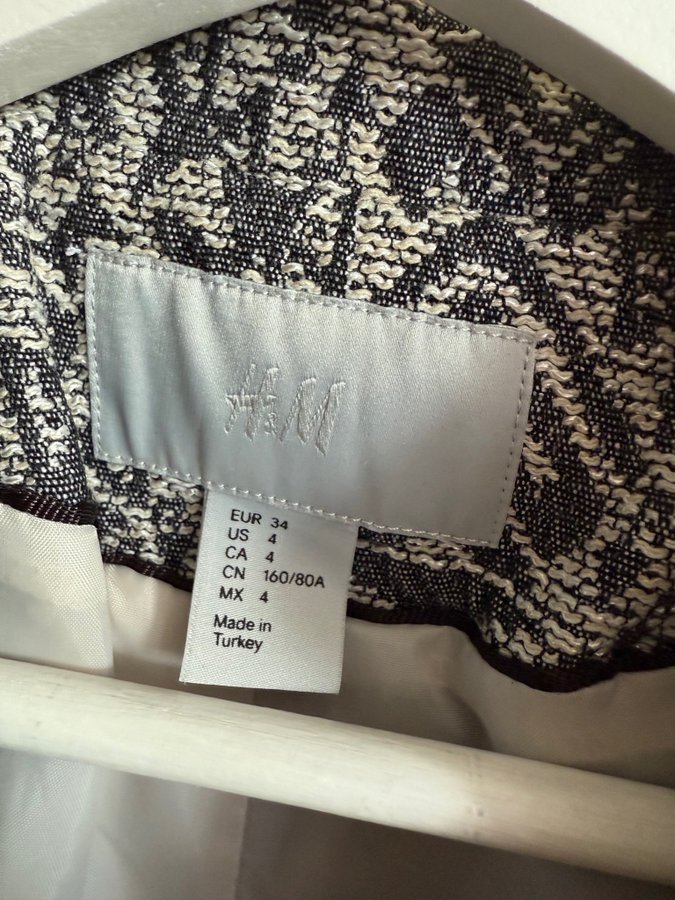 H&M
EUR 34
US 4
CA 4
CN 160/80A
MX 4
Made in
Turkey